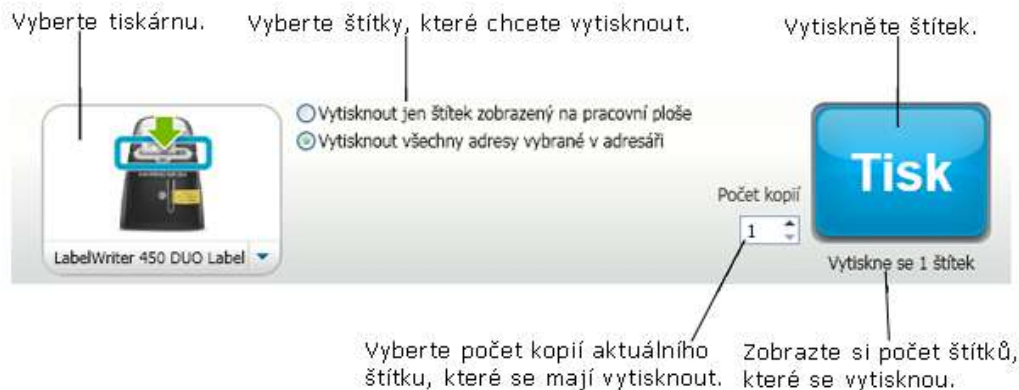 Vyberte tiskárnu.
Vyberte štítky, které chcete vytisknout.
Vytiskněte štítek.
Vytisknout jen štítek zobrazený na pracovní ploše
Vytisknout všechny adresy vybrané v adresáři
Tisk
Počet kopií
1
LabelWriter 450 DUO Label
Vytiskne se 1 štítek
Vyberte počet kopií aktuálního
štítku, které se mají vytisknout.
Zobrazte si počet štítků,
které se vytisknou.